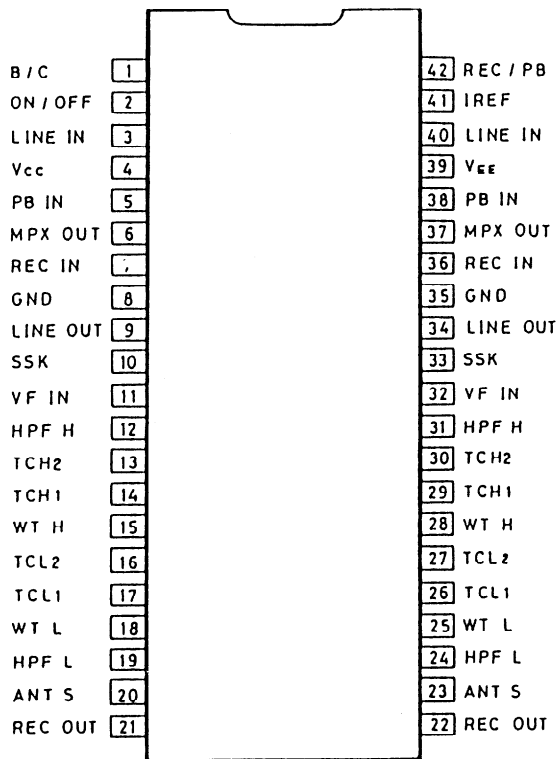 B/C 1 42 REC/PB
ON/OFF 2 41 IREF
LINE IN 3 40 LINE IN
Vcc 4 39 VEE
PB IN 5 38 PB IN
MPX OUT 6 37 MPX OUT
REC IN 36 REC IN
GND 8 35 GND
LINE OUT 9 34 LINE OUT
SSK 10 33 SSK
VF IN 11 32 VF IN
HPF H 12 31 HPF H
TCH2 13 30 TCH2
TCH1 14 29 TCH1
WT H 15 28 WT H
TCL2 16 27 TCL2
TCL1 17 26 TCL1
WT L 18 25 WT L
HPF L 19 24 HPF L
ANT S 20 23 ANT S
REC OUT 21 22 REC OUT